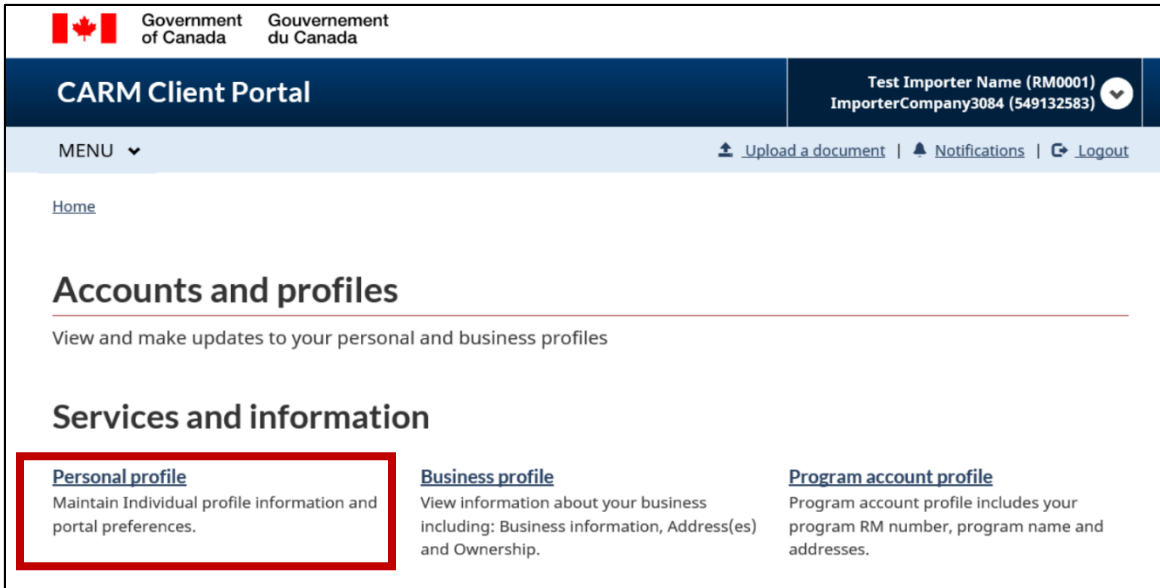 Government Gouvernement
of Canada du Canada
CARM Client Portal
Test Importer Name (RM0001)
ImporterCompany3084 (549132583)
MENU
Upload a document | Notifications | Logout
Home
Accounts and profiles
View and make updates to your personal and business profiles
Services and information
Personal profile
Maintain Individual profile information and
portal preferences.
Business profile
View information about your business
including: Business information, Address(es)
and Ownership.
Program account profile
Program account profile includes your
program RM number, program name and
addresses.